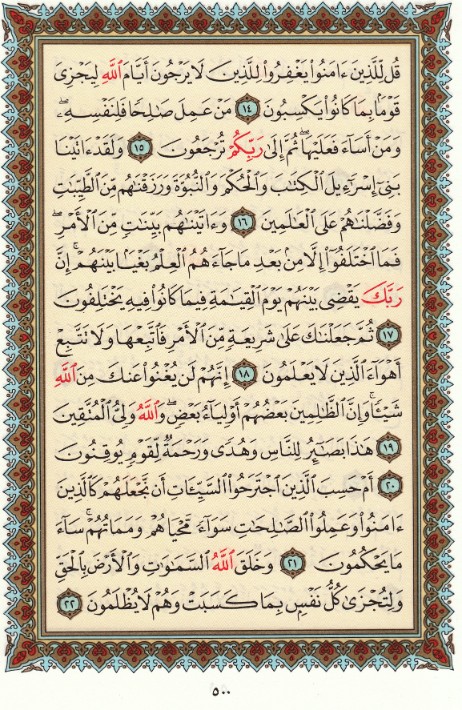 قُل لِّلَّذِينَ ءَامَنُوا۟ يَغْفِرُوا۟ لِلَّذِينَ لَا يَرْجُونَ أَيَّامَ ٱللَّهِ لِيَجْزِىَ
قَوْمًۢا بِمَا كَانُوا۟ يَكْسِبُونَ ١٤ مَنْ عَمِلَ صَٰلِحًا فَلِنَفْسِهِۦ ۖ
وَمَنْ أَسَآءَ فَعَلَيْهَا ۖ ثُمَّ إِلَىٰ رَبِّكُمْ تُرْجَعُونَ ١٥ وَلَقَدْ ءَاتَيْنَا
بَنِىٓ إِسْرَٰٓءِيلَ ٱلْكِتَٰبَ وَٱلْحُكْمَ وَٱلنُّبُوَّةَ وَرَزَقْنَٰهُم مِّنَ ٱلطَّيِّبَٰتِ
وَفَضَّلْنَٰهُمْ عَلَى ٱلْعَٰلَمِينَ ١٦ وَءَاتَيْنَٰهُم بَيِّنَٰتٍ مِّنَ ٱلْأَمْرِ ۖ
فَمَا ٱخْتَلَفُوٓا۟ إِلَّا مِنۢ بَعْدِ مَا جَآءَهُمُ ٱلْعِلْمُ بَغْيًۢا بَيْنَهُمْ ۚ إِنَّ
رَبَّكَ يَقْضِى بَيْنَهُمْ يَوْمَ ٱلْقِيَٰمَةِ فِيمَا كَانُوا۟ فِيهِ يَخْتَلِفُونَ
١٧ ثُمَّ جَعَلْنَٰكَ عَلَىٰ شَرِيعَةٍ مِّنَ ٱلْأَمْرِ فَٱتَّبِعْهَا وَلَا تَتَّبِعْ
أَهْوَآءَ ٱلَّذِينَ لَا يَعْلَمُونَ ١٨ إِنَّهُمْ لَن يُغْنُوا۟ عَنكَ مِنَ ٱللَّهِ
شَيْـًٔا ۚ وَإِنَّ ٱلظَّٰلِمِينَ بَعْضُهُمْ أَوْلِيَآءُ بَعْضٍ ۖ وَٱللَّهُ وَلِىُّ ٱلْمُتَّقِينَ
١٩ هَٰذَا بَصَٰٓئِرُ لِلنَّاسِ وَهُدًى وَرَحْمَةٌ لِّقَوْمٍ يُوقِنُونَ
٢٠ أَمْ حَسِبَ ٱلَّذِينَ ٱجْتَرَحُوا۟ ٱلسَّيِّـَٔاتِ أَن نَّجْعَلَهُمْ كَٱلَّذِينَ
ءَامَنُوا۟ وَعَمِلُوا۟ ٱلصَّٰلِحَٰتِ سَوَآءً مَّحْيَاهُمْ وَمَمَاتُهُمْ ۚ سَآءَ
مَا يَحْكُمُونَ ٢١ وَخَلَقَ ٱللَّهُ ٱلسَّمَٰوَٰتِ وَٱلْأَرْضَ بِٱلْحَقِّ
وَلِتُجْزَىٰ كُلُّ نَفْسٍۭ بِمَا كَسَبَتْ وَهُمْ لَا يُظْلَمُونَ ٢٢
٥٠٠